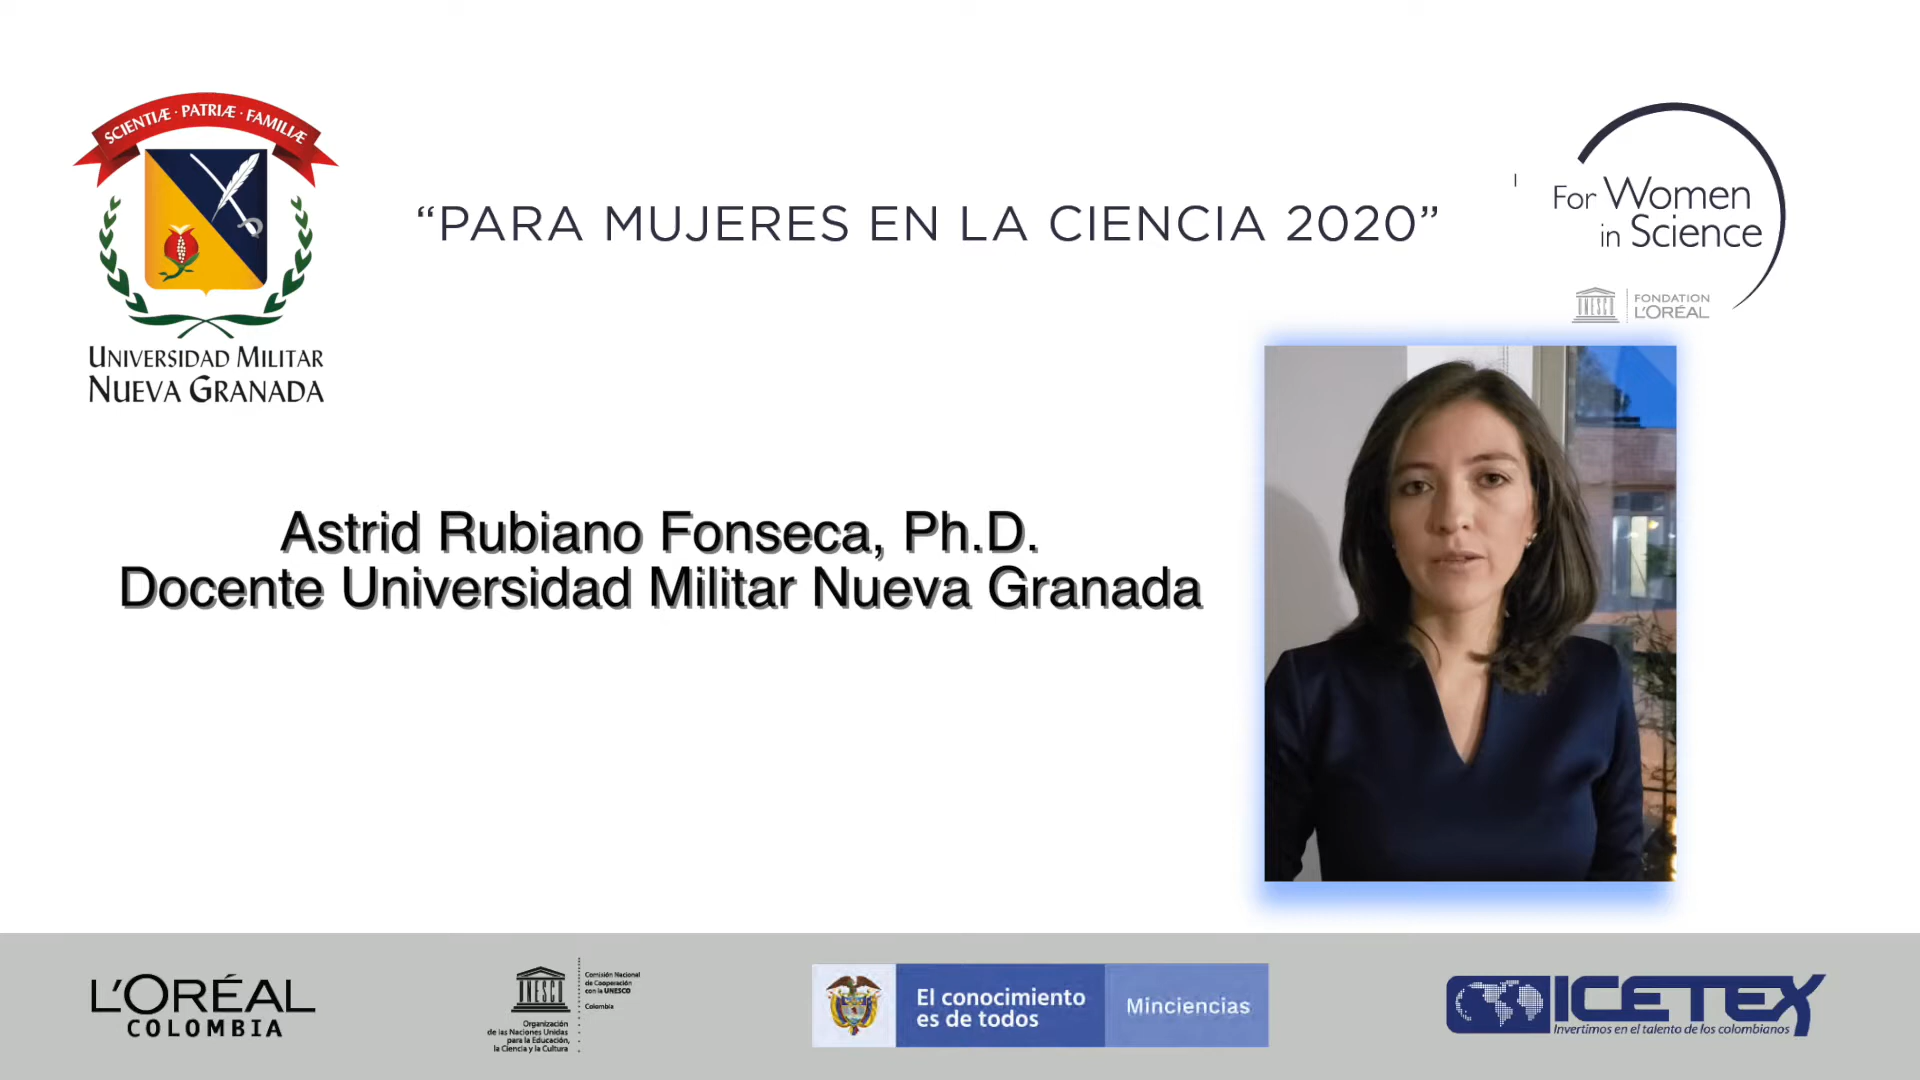 SCIENTIÆ · PATRIÆ · FAMILIÆ
UNIVERSIDAD MILITAR
NUEVA GRANADA
“PARA MUJERES EN LA CIENCIA 2020”
For Women
in Science
UNESCO
FONDATION
L'ORÉAL
Astrid Rubiano Fonseca, Ph.D.
Docente Universidad Militar Nueva Granada
L'ORÉAL
COLOMBIA
UNESCO
Organización
de las Naciones Unidas
para la Educación,
la Ciencia y la Cultura
Comisión Nacional
de Cooperación
con la UNESCO
Colombia
El conocimiento
es de todos
Minciencias
ICETEX
Invertimos en el talento de los colombianos